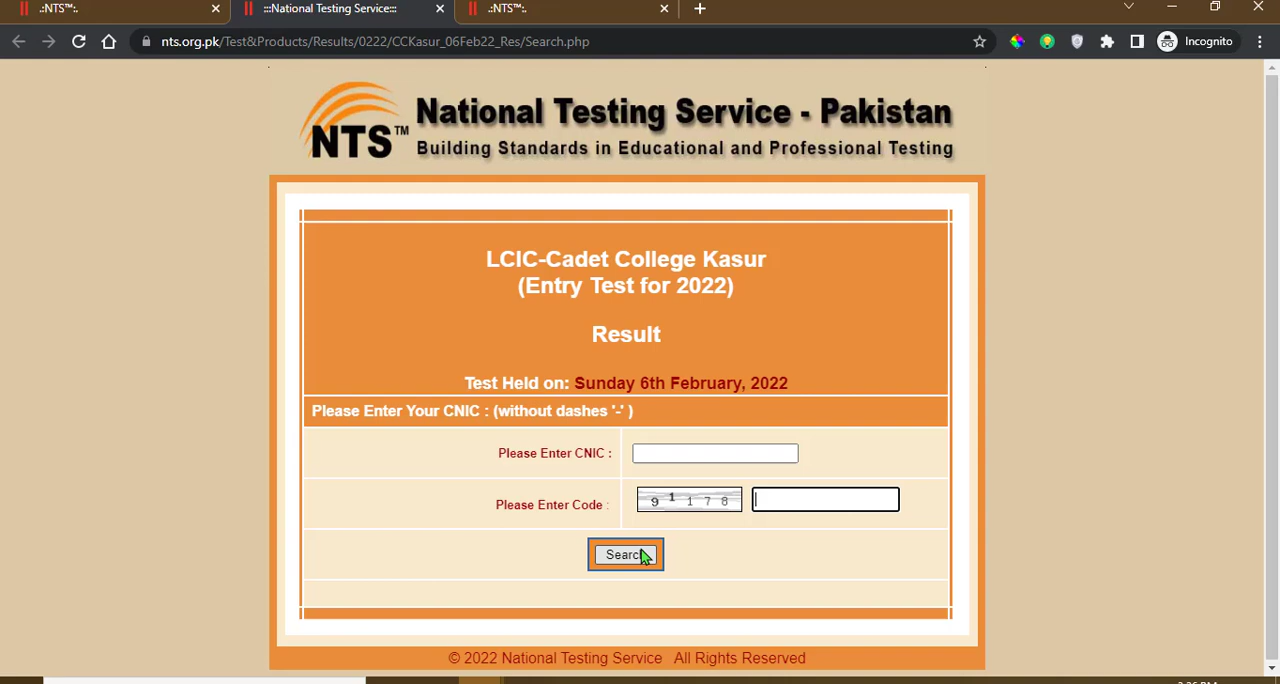 .:NTS™:.
:::National Testing Service:::
.:NTS™:.
nts.org.pk/Test&Products/Results/0222/CCKasur_06Feb22_Res/Search.php
Incognito
NTS™
National Testing Service - Pakistan
Building Standards in Educational and Professional Testing
LCIC-Cadet College Kasur
(Entry Test for 2022)
Result
Test Held on: Sunday 6th February, 2022
Please Enter Your CNIC : (without dashes '-' )
Please Enter CNIC :
Please Enter Code :
9 1 1 7 8
Search
© 2022 National Testing Service All Rights Reserved